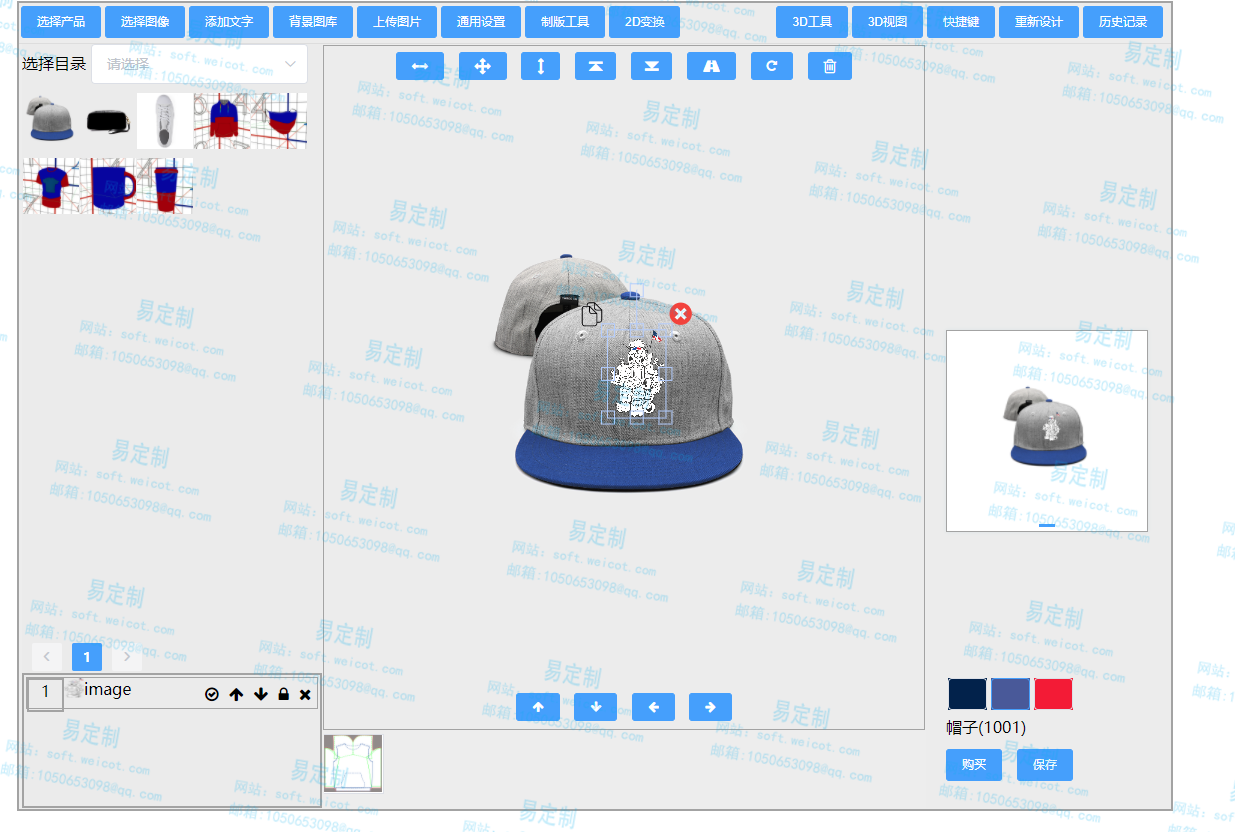 选择产品
选择图像
添加文字
背景图库
上传图片
通用设置
制版工具
2D变换
3D工具
3D视图
快捷键
重新设计
历史记录
选择目录
请选择
1
1
image
帽子(1001)
购买
保存
易定制
网站：soft.weicot.com
邮箱:1050653098@qq.com